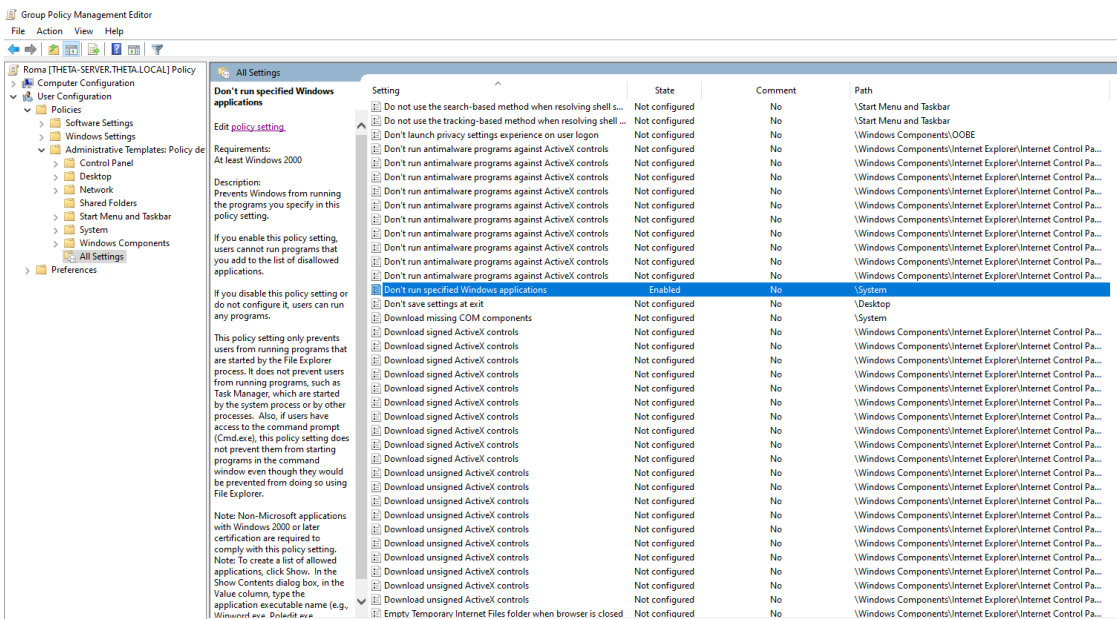 Group Policy Management Editor
File Action View Help
Roma [THETA-SERVER.THETA.LOCAL] Policy
Computer Configuration
User Configuration
Policies
Software Settings
Windows Settings
Administrative Templates: Policy de
Control Panel
Desktop
Network
Shared Folders
Start Menu and Taskbar
System
Windows Components
All Settings
Preferences
All Settings
Don't run specified Windows
applications
Edit policy setting.
Requirements:
At least Windows 2000
Description:
Prevents Windows from running
the programs you specify in this
policy setting.
If you enable this policy setting,
users cannot run programs that
you add to the list of disallowed
applications.
If you disable this policy setting or
do not configure it, users can run
any programs.
This policy setting only prevents
users from running programs that
are started by the File Explorer
process. It does not prevent users
from running programs, such as
Task Manager, which are started
by the system process or by other
processes. Also, if users have
access to the command prompt
(Cmd.exe), this policy setting does
not prevent them from starting
programs in the command
window even though they would
be prevented from doing so using
File Explorer.
Note: Non-Microsoft applications
with Windows 2000 or later
certification are required to
comply with this policy setting.
Note: To create a list of allowed
applications, click Show. In the
Show Contents dialog box, in the
Value column, type the
application executable name (e.g.,
Winword.exe, Poledit.exe,
Setting State Comment Path
Do not use the search-based method when resolving shell s... Not configured No \Start Menu and Taskbar
Do not use the tracking-based method when resolving shell ... Not configured No \Start Menu and Taskbar
Don't launch privacy settings experience on user logon Not configured No \Windows Components\OOBE
Don't run antimalware programs against ActiveX controls Not configured No \Windows Components\Internet Explorer\Internet Control Pa...
Don't run antimalware programs against ActiveX controls Not configured No \Windows Components\Internet Explorer\Internet Control Pa...
Don't run antimalware programs against ActiveX controls Not configured No \Windows Components\Internet Explorer\Internet Control Pa...
Don't run antimalware programs against ActiveX controls Not configured No \Windows Components\Internet Explorer\Internet Control Pa...
Don't run antimalware programs against ActiveX controls Not configured No \Windows Components\Internet Explorer\Internet Control Pa...
Don't run antimalware programs against ActiveX controls Not configured No \Windows Components\Internet Explorer\Internet Control Pa...
Don't run antimalware programs against ActiveX controls Not configured No \Windows Components\Internet Explorer\Internet Control Pa...
Don't run antimalware programs against ActiveX controls Not configured No \Windows Components\Internet Explorer\Internet Control Pa...
Don't run antimalware programs against ActiveX controls Not configured No \Windows Components\Internet Explorer\Internet Control Pa...
Don't run antimalware programs against ActiveX controls Not configured No \Windows Components\Internet Explorer\Internet Control Pa...
Don't run specified Windows applications Enabled No \System
Don't save settings at exit Not configured No \Desktop
Download missing COM components Not configured No \System
Download signed ActiveX controls Not configured No \Windows Components\Internet Explorer\Internet Control Pa...
Download signed ActiveX controls Not configured No \Windows Components\Internet Explorer\Internet Control Pa...
Download signed ActiveX controls Not configured No \Windows Components\Internet Explorer\Internet Control Pa...
Download signed ActiveX controls Not configured No \Windows Components\Internet Explorer\Internet Control Pa...
Download signed ActiveX controls Not configured No \Windows Components\Internet Explorer\Internet Control Pa...
Download signed ActiveX controls Not configured No \Windows Components\Internet Explorer\Internet Control Pa...
Download signed ActiveX controls Not configured No \Windows Components\Internet Explorer\Internet Control Pa...
Download signed ActiveX controls Not configured No \Windows Components\Internet Explorer\Internet Control Pa...
Download signed ActiveX controls Not configured No \Windows Components\Internet Explorer\Internet Control Pa...
Download signed ActiveX controls Not configured No \Windows Components\Internet Explorer\Internet Control Pa...
Download unsigned ActiveX controls Not configured No \Windows Components\Internet Explorer\Internet Control Pa...
Download unsigned ActiveX controls Not configured No \Windows Components\Internet Explorer\Internet Control Pa...
Download unsigned ActiveX controls Not configured No \Windows Components\Internet Explorer\Internet Control Pa...
Download unsigned ActiveX controls Not configured No \Windows Components\Internet Explorer\Internet Control Pa...
Download unsigned ActiveX controls Not configured No \Windows Components\Internet Explorer\Internet Control Pa...
Download unsigned ActiveX controls Not configured No \Windows Components\Internet Explorer\Internet Control Pa...
Download unsigned ActiveX controls Not configured No \Windows Components\Internet Explorer\Internet Control Pa...
Download unsigned ActiveX controls Not configured No \Windows Components\Internet Explorer\Internet Control Pa...
Download unsigned ActiveX controls Not configured No \Windows Components\Internet Explorer\Internet Control Pa...
Download unsigned ActiveX controls Not configured No \Windows Components\Internet Explorer\Internet Control Pa...
Empty Temporary Internet Files folder when browser is closed Not configured No \Windows Components\Internet Explorer\Internet Control Pa...